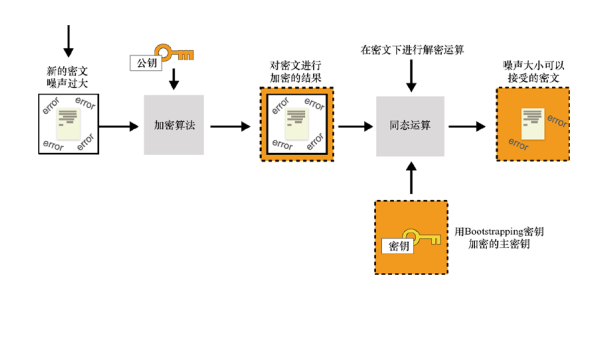 新的密文
噪声过大
error
error
error
error
公钥
加密算法
对密文进行
加密的结果
error
error
error
error
在密文下进行解密运算
同态运算
噪声大小可以
接受的密文
error
error
密钥
用Bootstrapping密钥
加密的主密钥